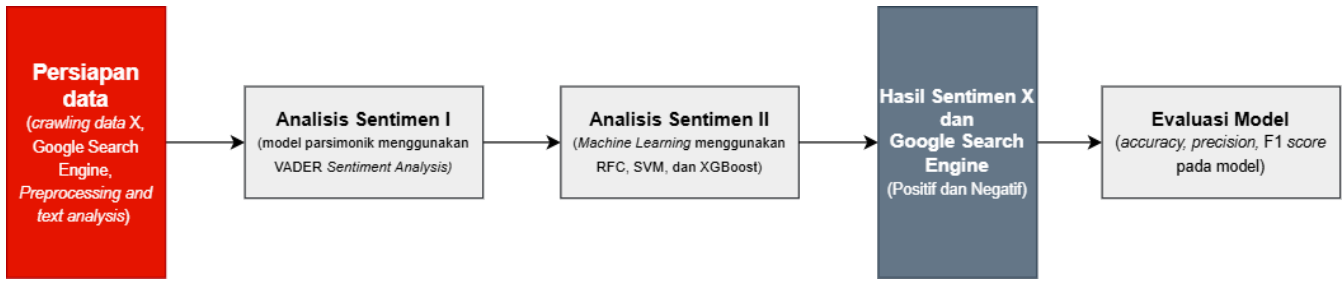 Persiapan
data
(crawling data X,
Google Search
Engine,
Preprocessing and
text analysis)
Analisis Sentimen I
(model parsimonik menggunakan
VADER Sentiment Analysis)
Analisis Sentimen II
(Machine Learning menggunakan
RFC, SVM, dan XGBoost)
Hasil Sentimen X
dan
Google Search
Engine
(Positif dan Negatif)
Evaluasi Model
(accuracy, precision, F1 score
pada model)